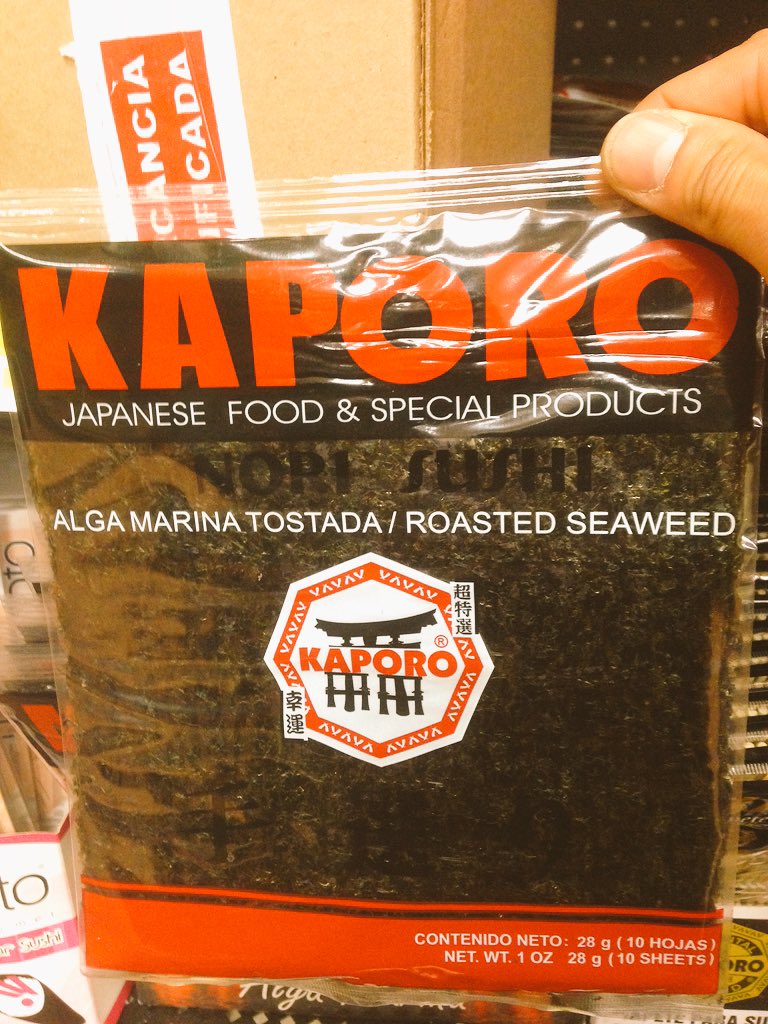 KAPORO
JAPANESE FOOD & SPECIAL PRODUCTS
NORI SUSHI
ALGA MARINA TOSTADA / ROASTED SEAWEED
超特選
KAPORO®
幸運
CONTENIDO NETO: 28 g ( 10 HOJAS )
NET. WT. 1 OZ 28 g ( 10 SHEETS )
Alga